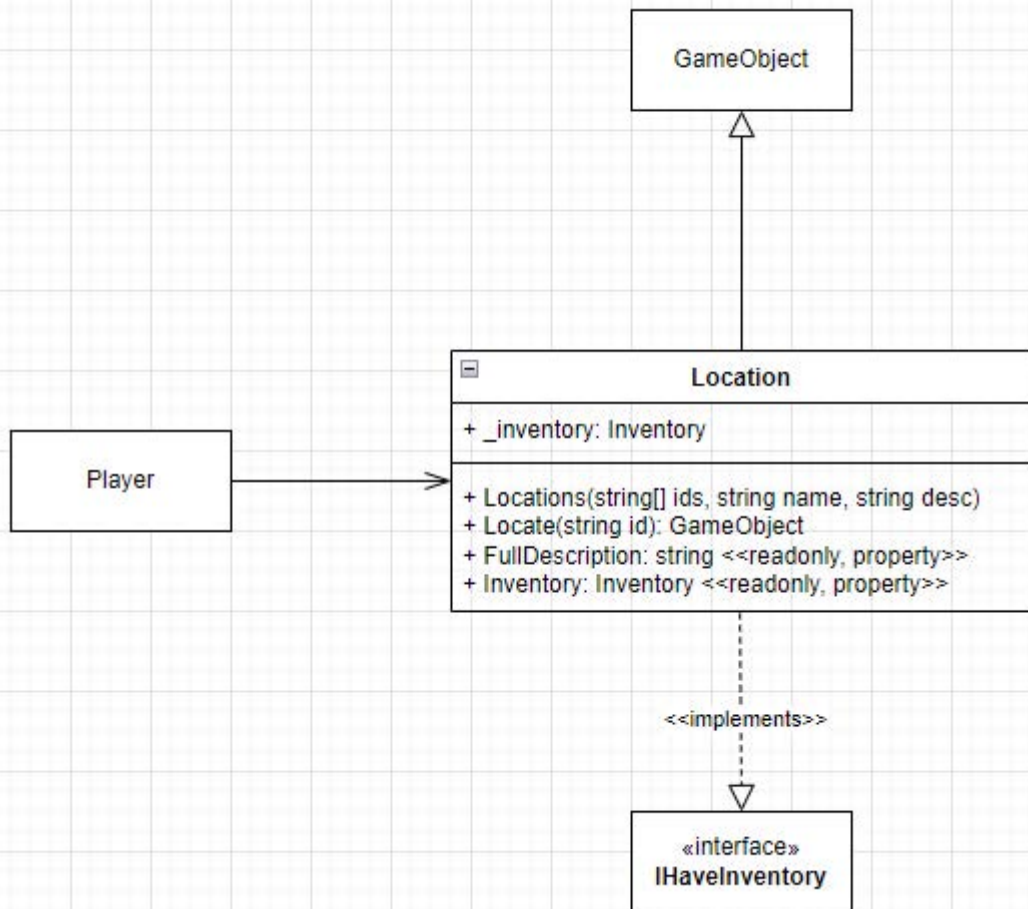 GameObject
Location
+ _inventory: Inventory
Player
+ Locations(string[] ids, string name, string desc)
+ Locate(string id): GameObject
+ FullDescription: string <<readonly, property>>
+ Inventory: Inventory <<readonly, property>>
<<implements>>
«interface»
IHaveInventory